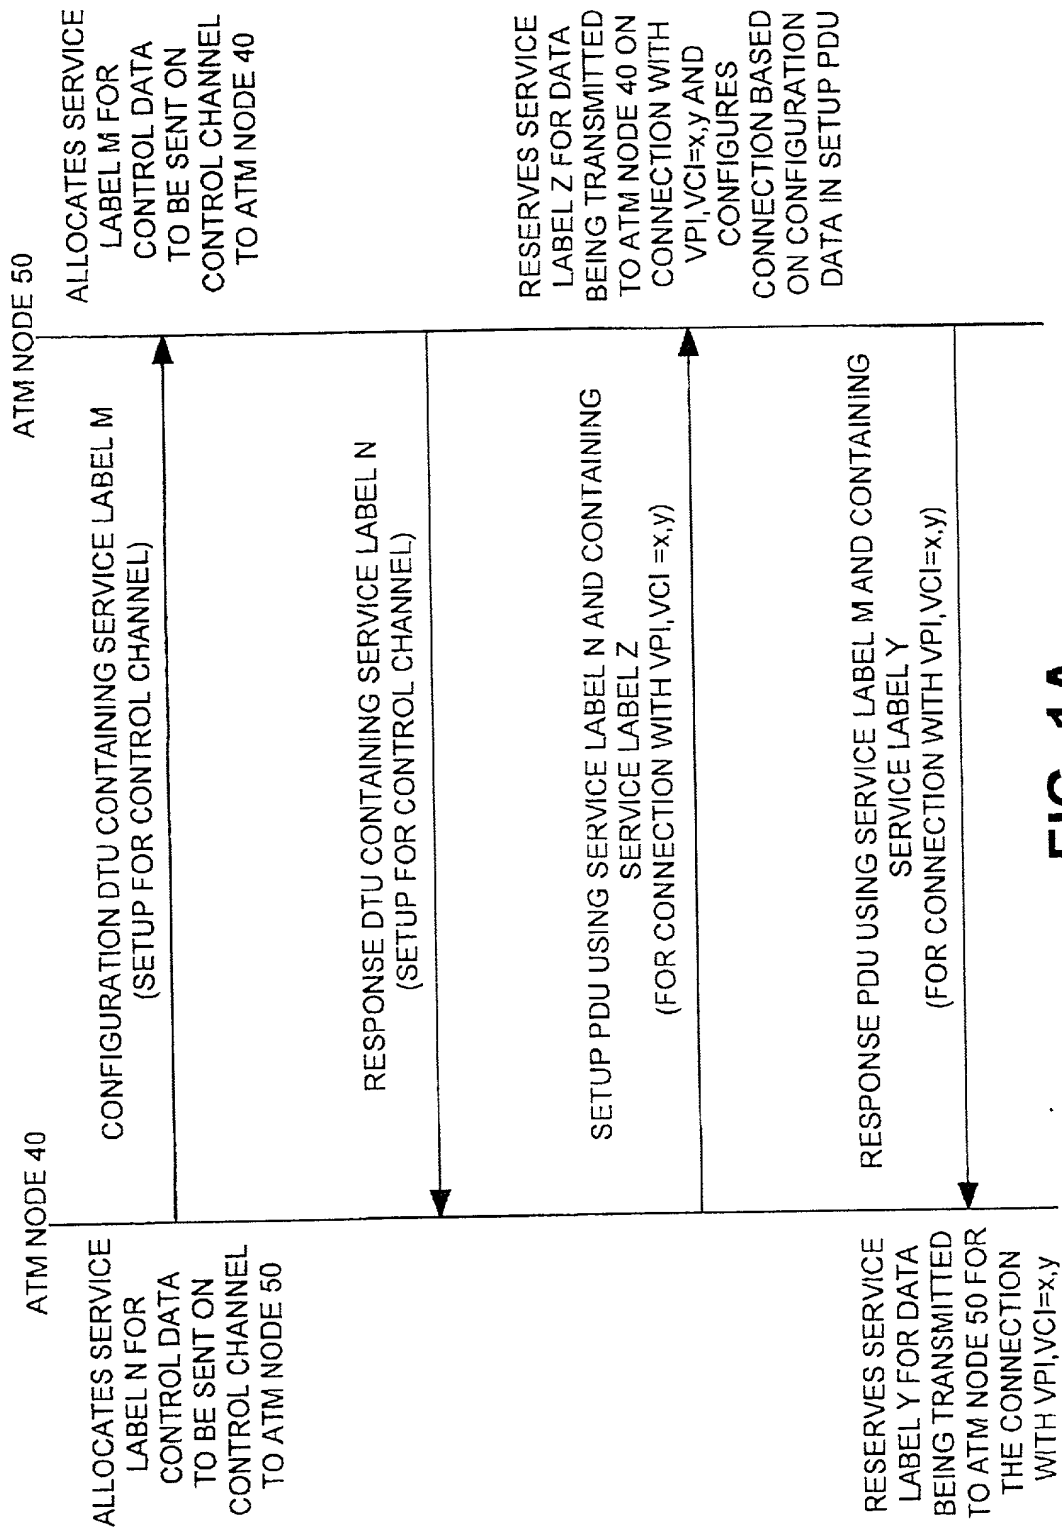 ATM NODE 40
ATM NODE 50
ALLOCATES SERVICE
LABEL N FOR
CONTROL DATA
TO BE SENT ON
CONTROL CHANNEL
TO ATM NODE 50
CONFIGURATION DTU CONTAINING SERVICE LABEL M
(SETUP FOR CONTROL CHANNEL)
ALLOCATES SERVICE
LABEL M FOR
CONTROL DATA
TO BE SENT ON
CONTROL CHANNEL
TO ATM NODE 40
RESPONSE DTU CONTAINING SERVICE LABEL N
(SETUP FOR CONTROL CHANNEL)
SETUP PDU USING SERVICE LABEL N AND CONTAINING
SERVICE LABEL Z
(FOR CONNECTION WITH VPI,VCI =x,y)
RESERVES SERVICE
LABEL Z FOR DATA
BEING TRANSMITTED
TO ATM NODE 40 ON
CONNECTION WITH
VPI,VCI=x,y AND
CONFIGURES
CONNECTION BASED
ON CONFIGURATION
DATA IN SETUP PDU
RESERVES SERVICE
LABEL Y FOR DATA
BEING TRANSMITTED
TO ATM NODE 50 FOR
THE CONNECTION
WITH VPI,VCI=x,y
RESPONSE PDU USING SERVICE LABEL M AND CONTAINING
SERVICE LABEL Y
(FOR CONNECTION WITH VPI,VCI=x,y)
FIG. 1A